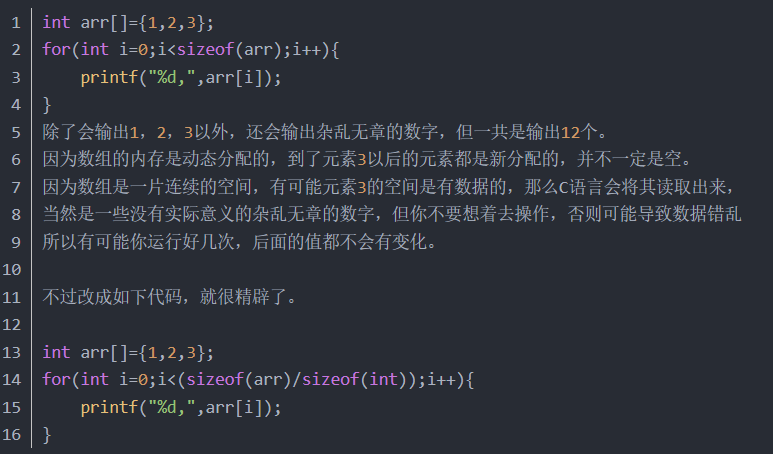 1 int arr[]={1,2,3};
2 for(int i=0;i<sizeof(arr);i++){
3     printf("%d,",arr[i]);
4 }
5 除了会输出1，2，3以外，还会输出杂乱无章的数字，但一共是输出12个。
6 因为数组的内存是动态分配的，到了元素3以后的元素都是新分配的，并不一定是空。
7 因为数组是一片连续的空间，有可能元素3的空间是有数据的，那么C语言会将其读取出来，
8 当然是一些没有实际意义的杂乱无章的数字，但你不要想着去操作，否则可能导致数据错乱
9 所以有可能你运行好几次，后面的值都不会有变化。
10
11 不过改成如下代码，就很精辟了。
12
13 int arr[]={1,2,3};
14 for(int i=0;i<(sizeof(arr)/sizeof(int));i++){
15     printf("%d,",arr[i]);
16 }